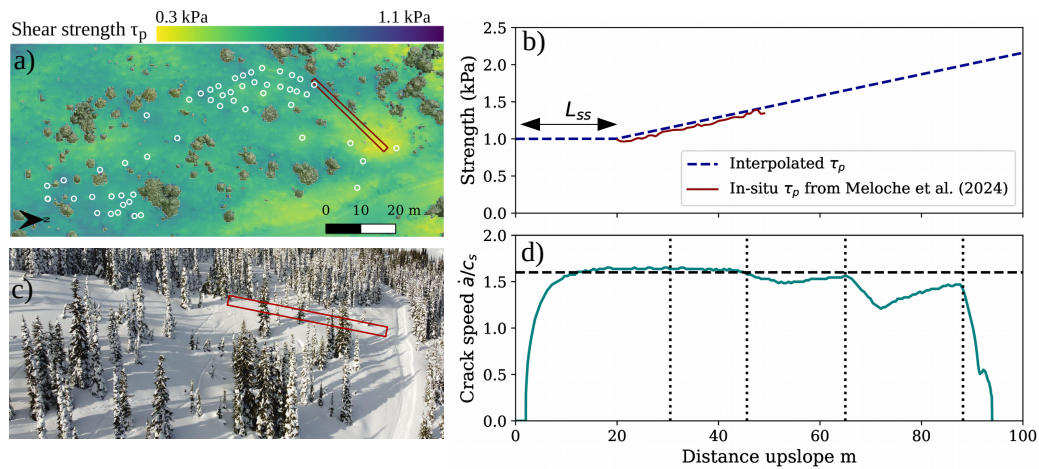 0.3 kPa 1.1 kPa
Shear strength τp
a)
N
0 10 20 m
c)
b)
2.5
2.0
1.5
1.0
0.5
0.0
Strength (kPa)
Lss
Interpolated τp
In-situ τp from Meloche et al. (2024)
d)
2.0
1.5
1.0
0.5
0.0
Crack speed ȧ/cs
0 20 40 60 80 100
Distance upslope m